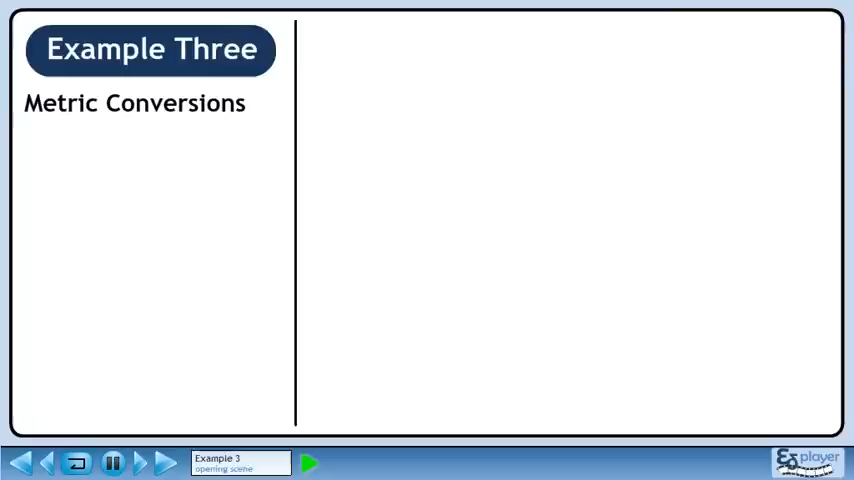 Example Three
Metric Conversions
Example 3
opening scene
player